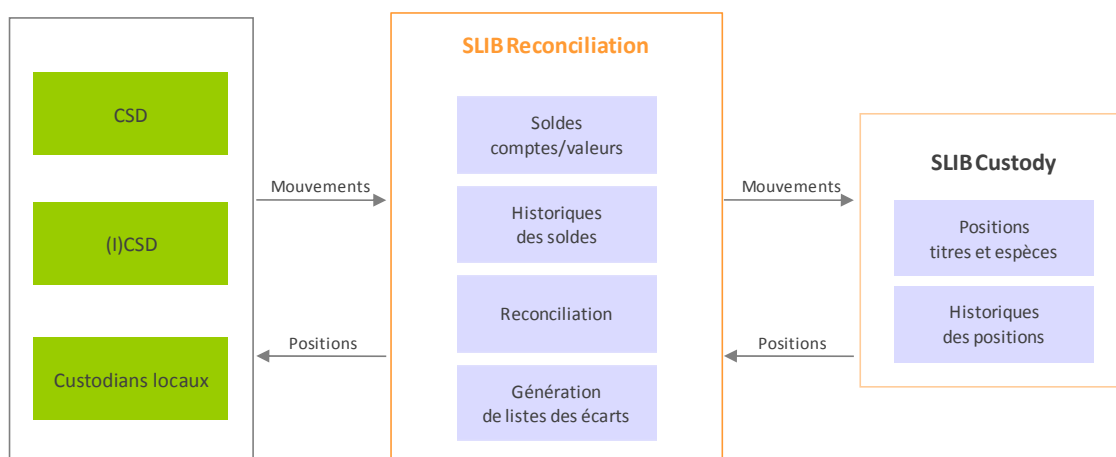 CSD
(I)CSD
Custodians locaux
Mouvements
Positions
SLIB Reconciliation
Soldes
comptes/valeurs
Historiques
des soldes
Reconciliation
Génération
de listes des écarts
Mouvements
Positions
SLIB Custody
Positions
titres et espèces
Historiques
des positions